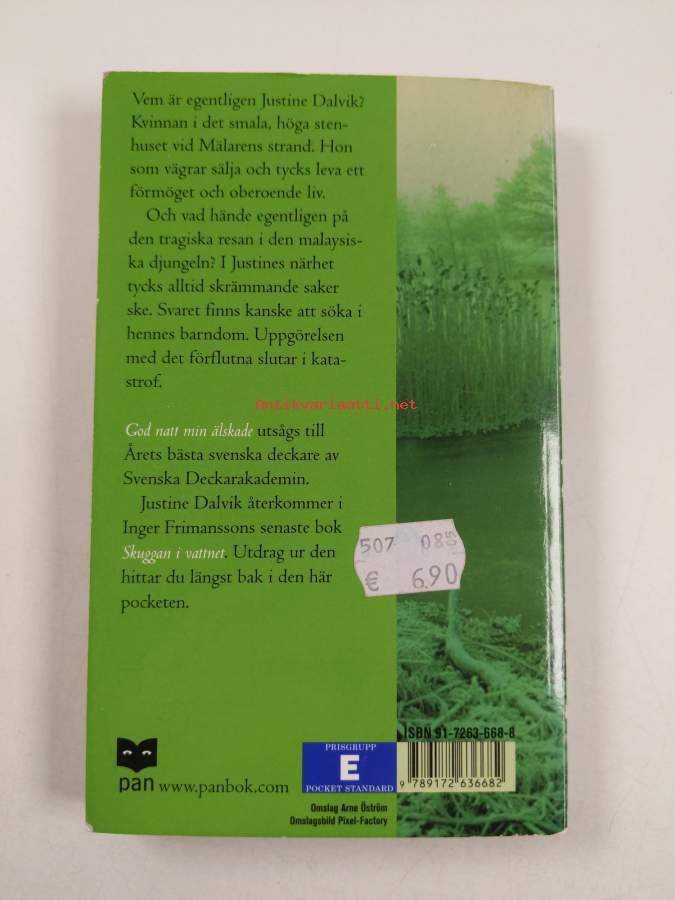 Vem är egentligen Justine Dalvik?
Kvinnan i det smala, höga sten-
huset vid Mälarens strand. Hon
som vägrar sälja och tycks leva ett
förmöget och oberoende liv.
Och vad hände egentligen på
den tragiska resan i den malaysis-
ka djungeln? I Justines närhet
tycks alltid skrämmande saker
ske. Svaret finns kanske att söka i
hennes barndom. Uppgörelsen
med det förflutna slutar i kata-
strof.
Antikvariaatti.net
God natt min älskade utsågs till
Årets bästa svenska deckare av
Svenska Deckarakademin.
Justine Dalvik återkommer i
Inger Frimanssons senaste bok
Skuggan i vattnet. Utdrag ur den
hittar du längst bak i den här
pocketen.
507 08 05
€ 6.90
ISBN 91-7263-668-8
PRISGRUPP
E
POCKET STANDARD
9 789172 636682
pan www.panbok.com
Omslag Arne Öström
Omslagsbild Pixel-Factory